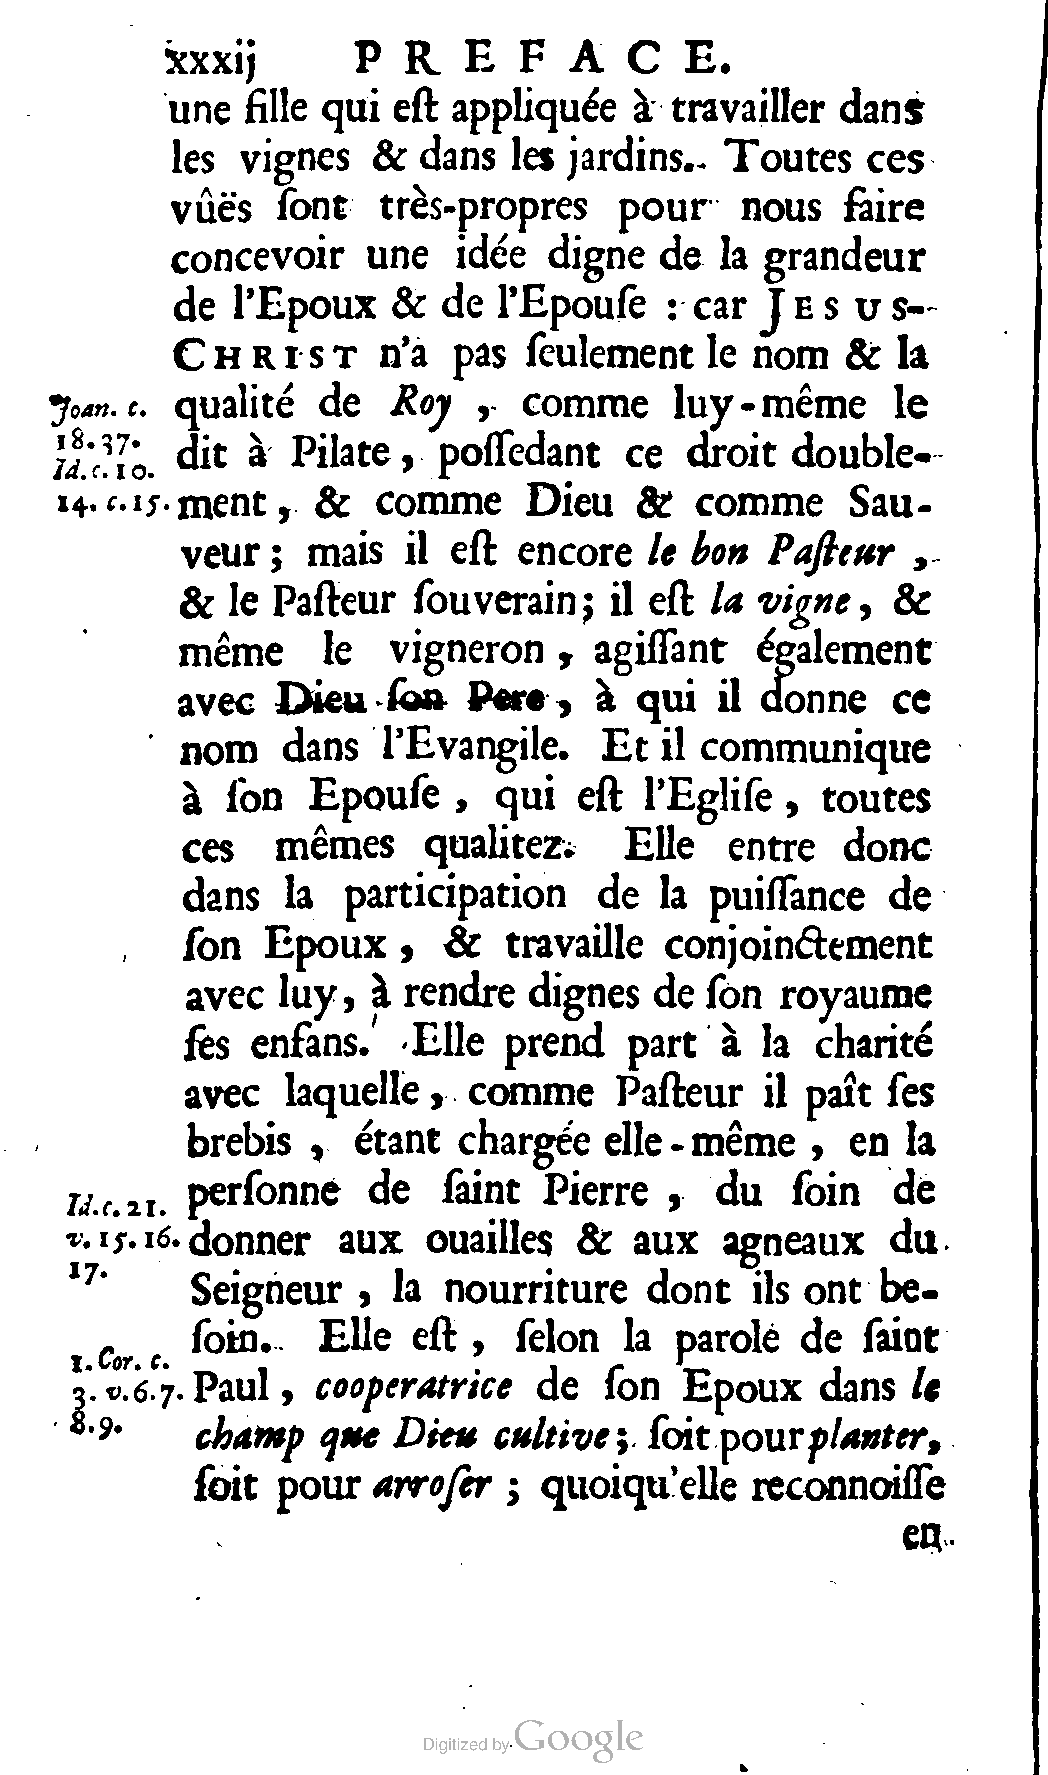 xxxij PREFACE.
une fille qui eſt appliquée à travailler dans
les vignes & dans les jardins. Toutes ces
vûës ſont très-propres pour nous faire
concevoir une idée digne de la grandeur
de l'Epoux & de l'Epouſe : car JESUS-
CHRIST n'a pas ſeulement le nom & la
Joan. c. qualité de Roy , comme luy-même le
18. 37. dit à Pilate, poſſedant ce droit double-
Id. c. 10.
14. c. 15. ment , & comme Dieu & comme Sau-
veur ; mais il eſt encore le bon Paſteur ,
& le Paſteur ſouverain; il eſt la vigne, &
même le vigneron , agiſſant également
avec Dieu ſon Pere, à qui il donne ce
nom dans l'Evangile. Et il communique
à ſon Epouſe , qui eſt l'Egliſe , toutes
ces mêmes qualitez. Elle entre donc
dans la participation de la puiſſance de
ſon Epoux , & travaille conjoinctement
avec luy, à rendre dignes de ſon royaume
ſes enfans. Elle prend part à la charité
avec laquelle , comme Paſteur il paît ſes
brebis , étant chargée elle-même , en la
Id. c. 21. perſonne de ſaint Pierre , du ſoin de
v. 15. 16. donner aux ouailles & aux agneaux du
17. Seigneur , la nourriture dont ils ont be-
ſoin. Elle eſt , ſelon la parole de ſaint
1. Cor. c.
3. v. 6. 7. Paul , cooperatrice de ſon Epoux dans le
8. 9. champ que Dieu cultive ; ſoit pour planter,
ſoit pour arroſer ; quoiqu'elle reconnoiſſe
en
Digitized by Google